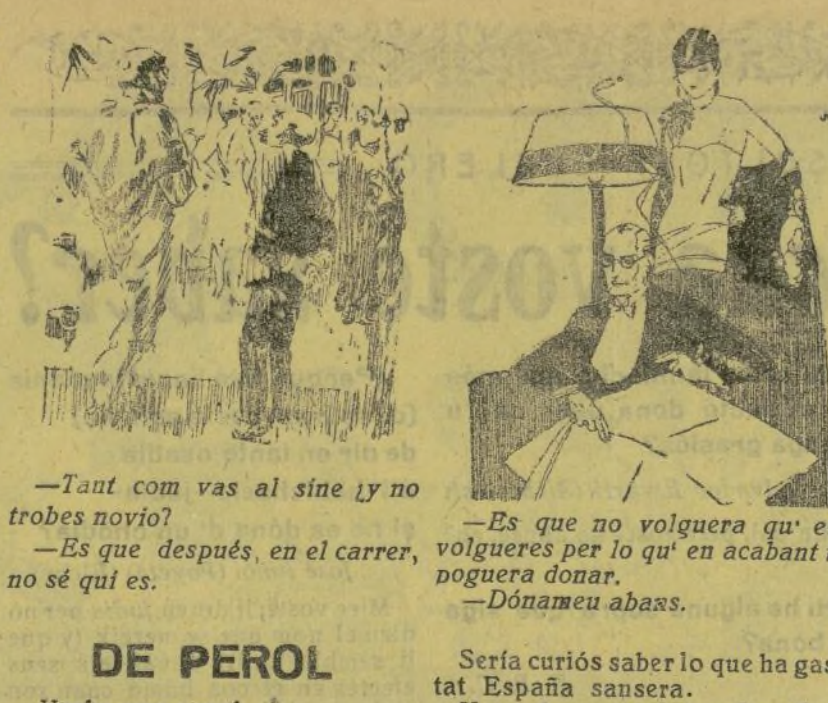 —Tant com vas al sine ¿y no
trobes novio?
—Es que después, en el carrer,
no sé qui es.
DE PEROL
—Es que no volguera qu' e
volgueres per lo qu' en acabant
poguera donar.
—Dónameu abans.
Sería curiós saber lo que ha gas
tat España sansera.